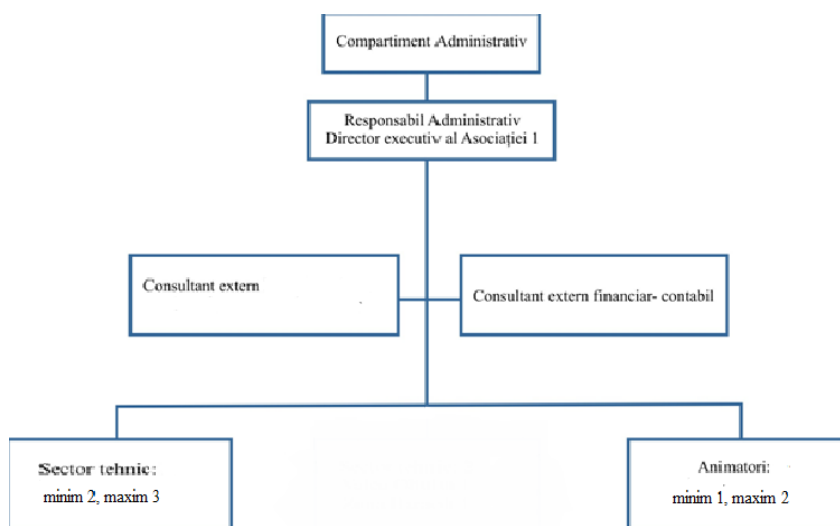 Compartiment Administrativ
Responsabil Administrativ
Director executiv al Asociației 1
Consultant extern
Consultant extern financiar- contabil
Sector tehnic:
minim 2, maxim 3
Animatori:
minim 1, maxim 2